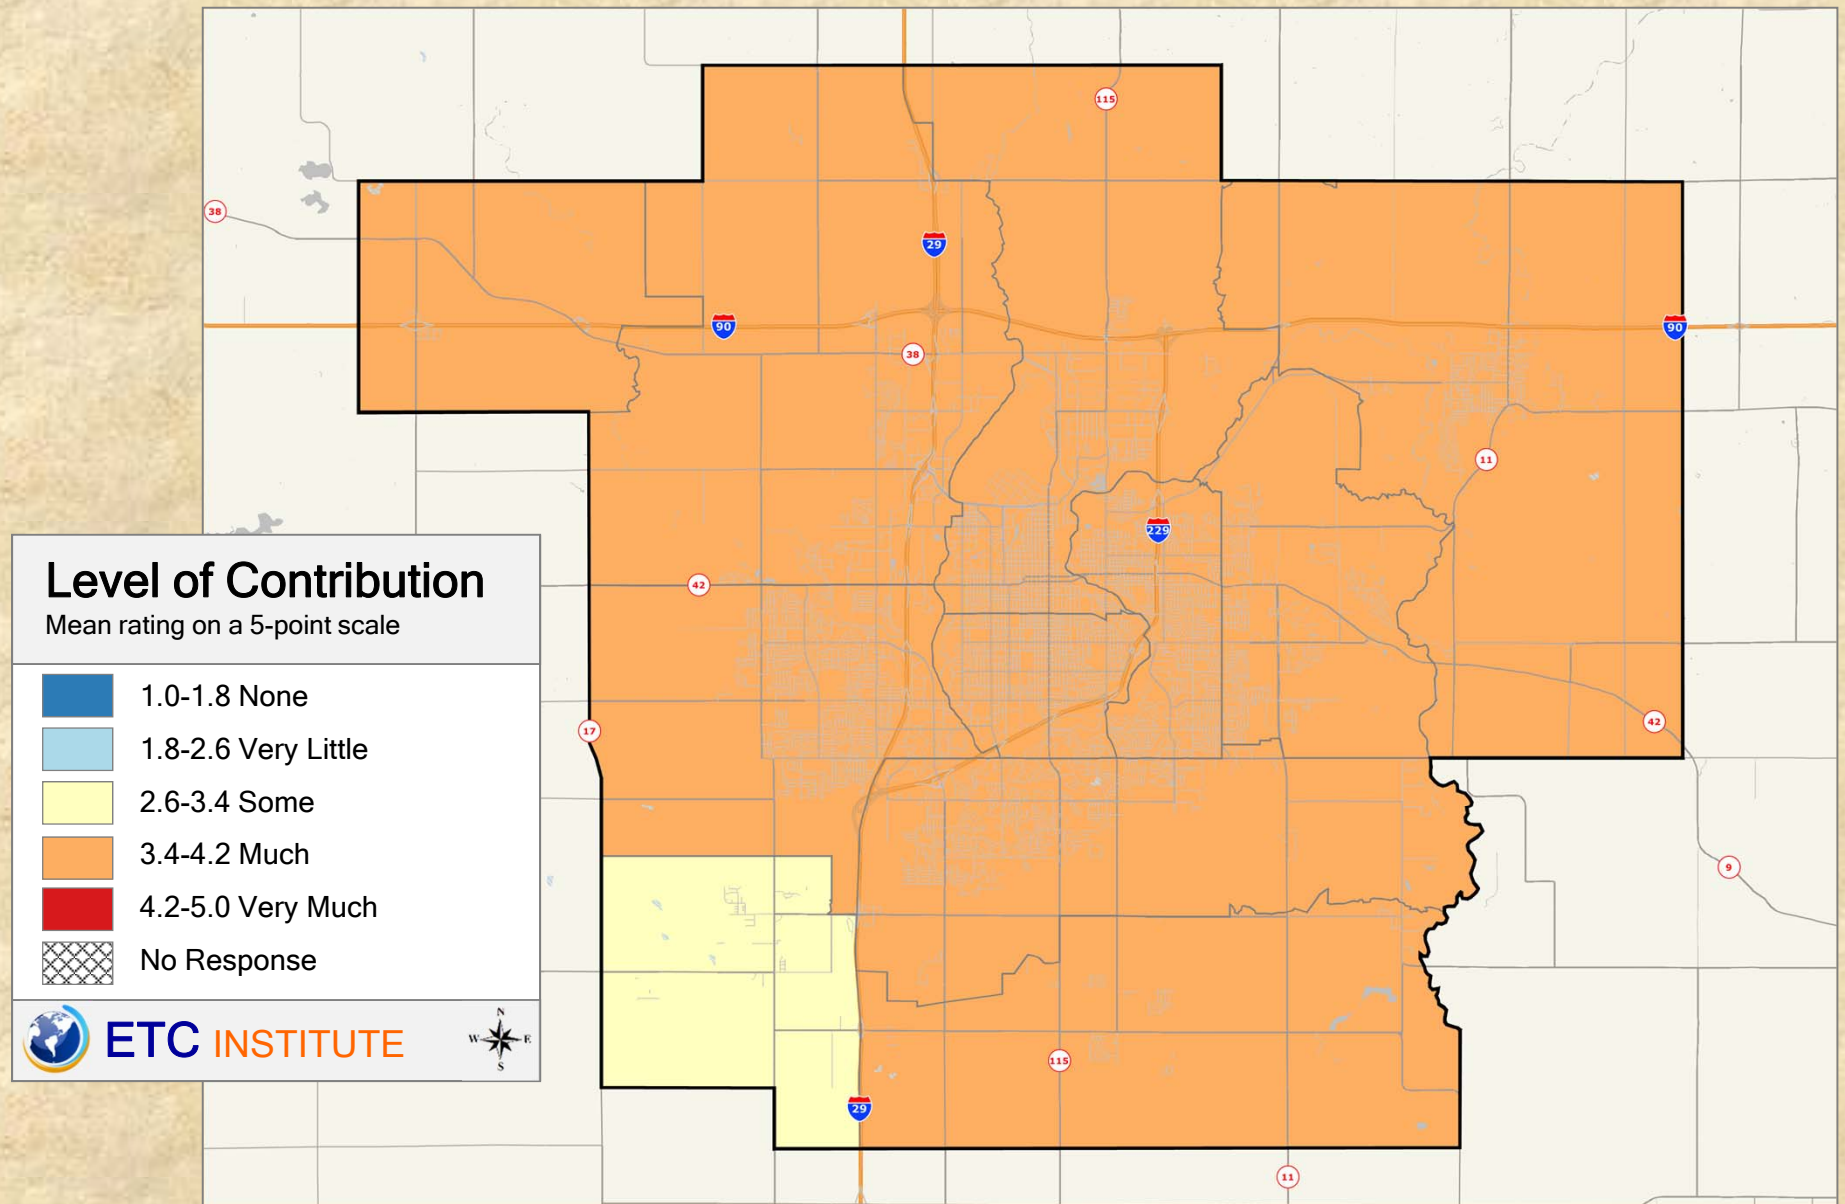 115
38
29
90
90
38
11
229
42
17
42
9
115
29
11
Level of Contribution
Mean rating on a 5-point scale
1.0-1.8 None
1.8-2.6 Very Little
2.6-3.4 Some
3.4-4.2 Much
4.2-5.0 Very Much
No Response
ETC INSTITUTE
N
W E
S